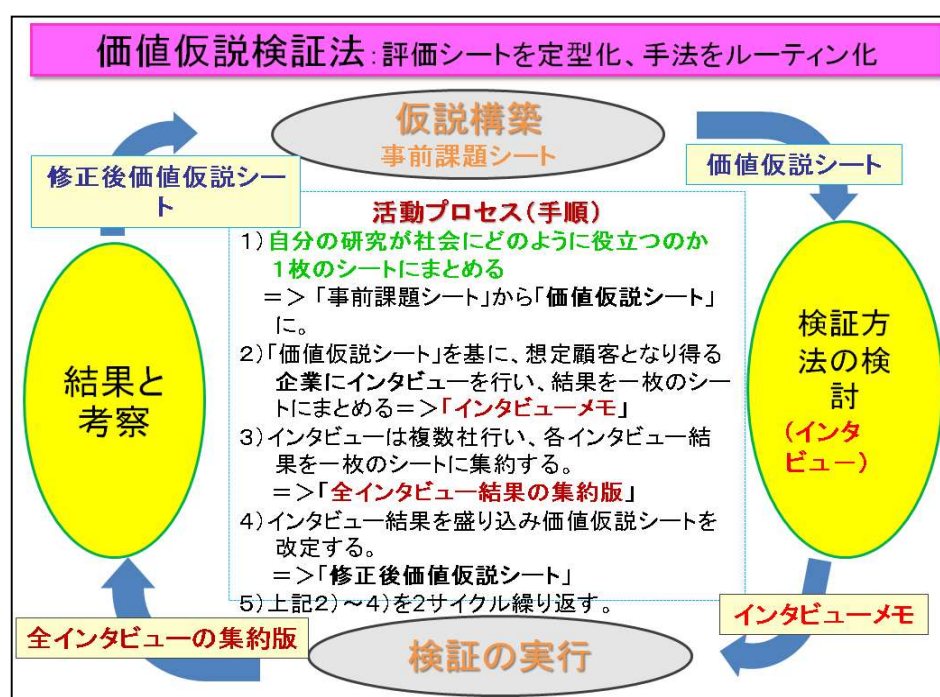 価値仮説検証法:評価シートを定型化、手法をルーティン化
仮説構築
事前課題シート
価値仮説シート
修正後価値仮説シー
ト
活動プロセス(手順)
1)自分の研究が社会にどのように役立つのか
1枚のシートにまとめる
=>「事前課題シート」から「価値仮説シート」
に。
2)「価値仮説シート」を基に、想定顧客となり得る
企業にインタビューを行い、結果を一枚のシー
トにまとめる=>「インタビューメモ」
3)インタビューは複数社行い、各インタビュー結
果を一枚のシートに集約する。
=>「全インタビュー結果の集約版」
4)インタビュー結果を盛り込み価値仮説シートを
改定する。
=>「修正後価値仮説シート」
5)上記2)~4)を2サイクル繰り返す。
検証方
法の検
討
(インタ
ビュー)
結果と
考察
インタビューメモ
全インタビューの集約版
検証の実行